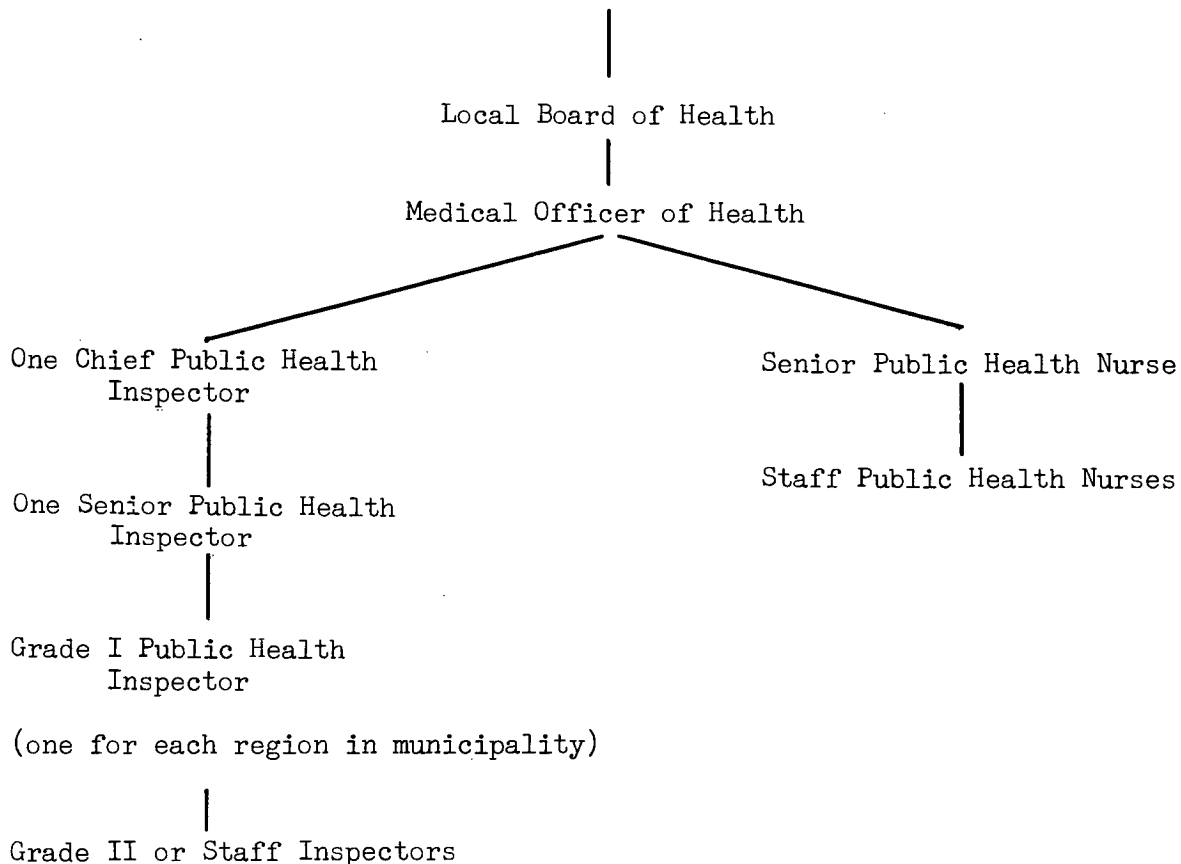 Local Board of Health
Medical Officer of Health
One Chief Public Health
Inspector
Senior Public Health Nurse
One Senior Public Health
Inspector
Staff Public Health Nurses
Grade I Public Health
Inspector
(one for each region in municipality)
Grade II or Staff Inspectors